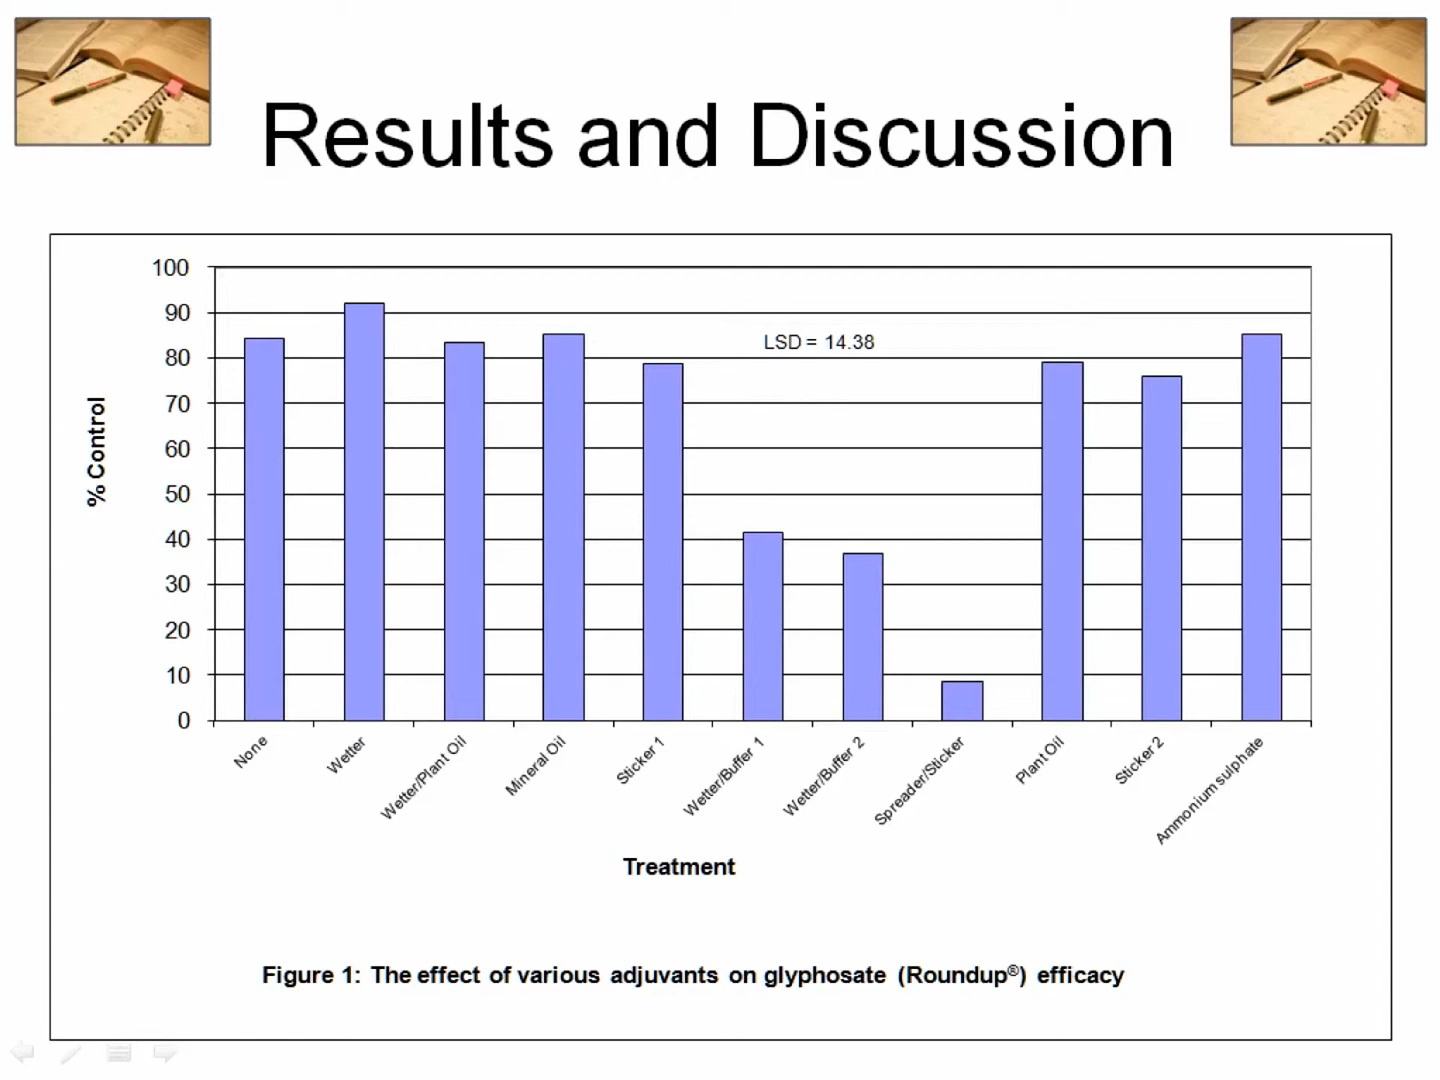 Results and Discussion
100
90
80
70
60
50
40
30
20
10
0
% Control
LSD = 14.38
None
Wetter
Wetter/Plant Oil
Mineral Oil
Sticker 1
Wetter/Buffer 1
Wetter/Buffer 2
Spreader/Sticker
Plant Oil
Sticker 2
Ammonium sulphate
Treatment
Figure 1: The effect of various adjuvants on glyphosate (Roundup®) efficacy